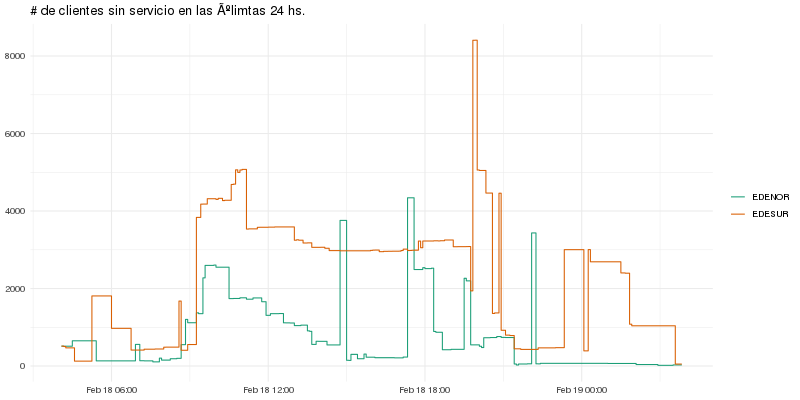 # de clientes sin servicio en las Ãºlimtas 24 hs.
8000
6000
4000
2000
0
Feb 18 06:00
Feb 18 12:00
Feb 18 18:00
Feb 19 00:00
EDENOR
EDESUR